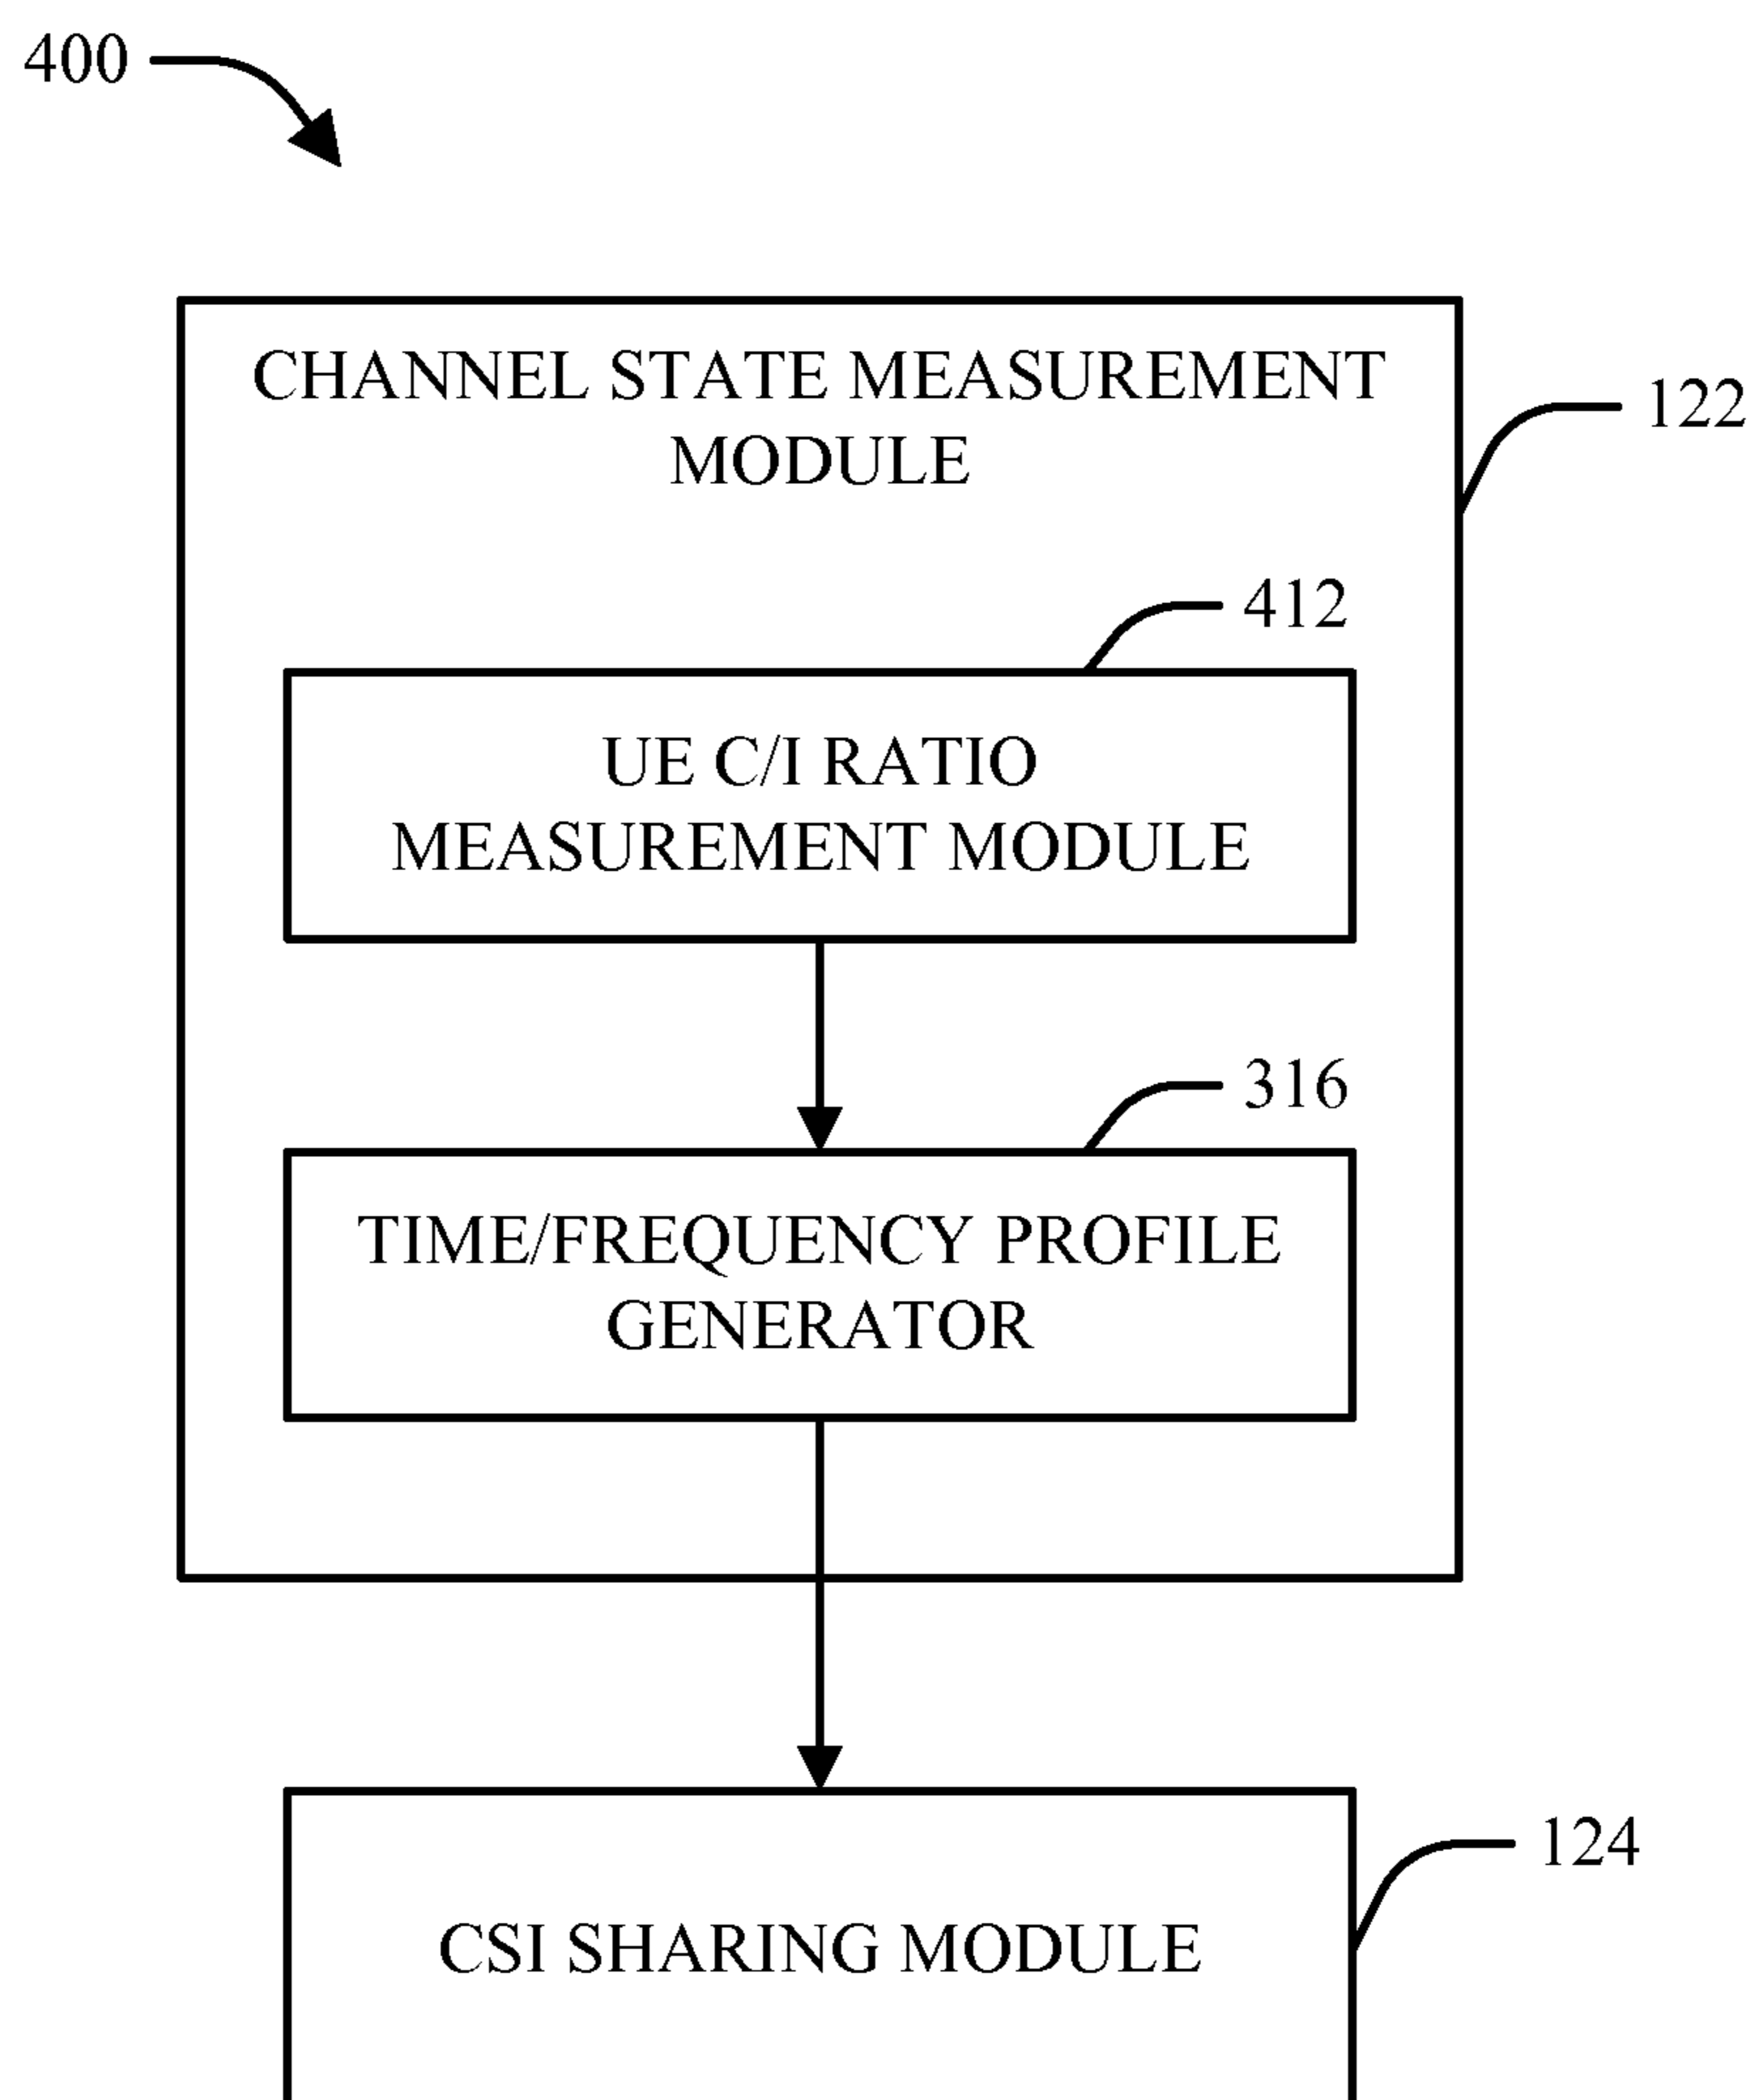 400
CHANNEL STATE MEASUREMENT
MODULE
122
412
UE C/I RATIO
MEASUREMENT MODULE
316
TIME/FREQUENCY PROFILE
GENERATOR
124
CSI SHARING MODULE